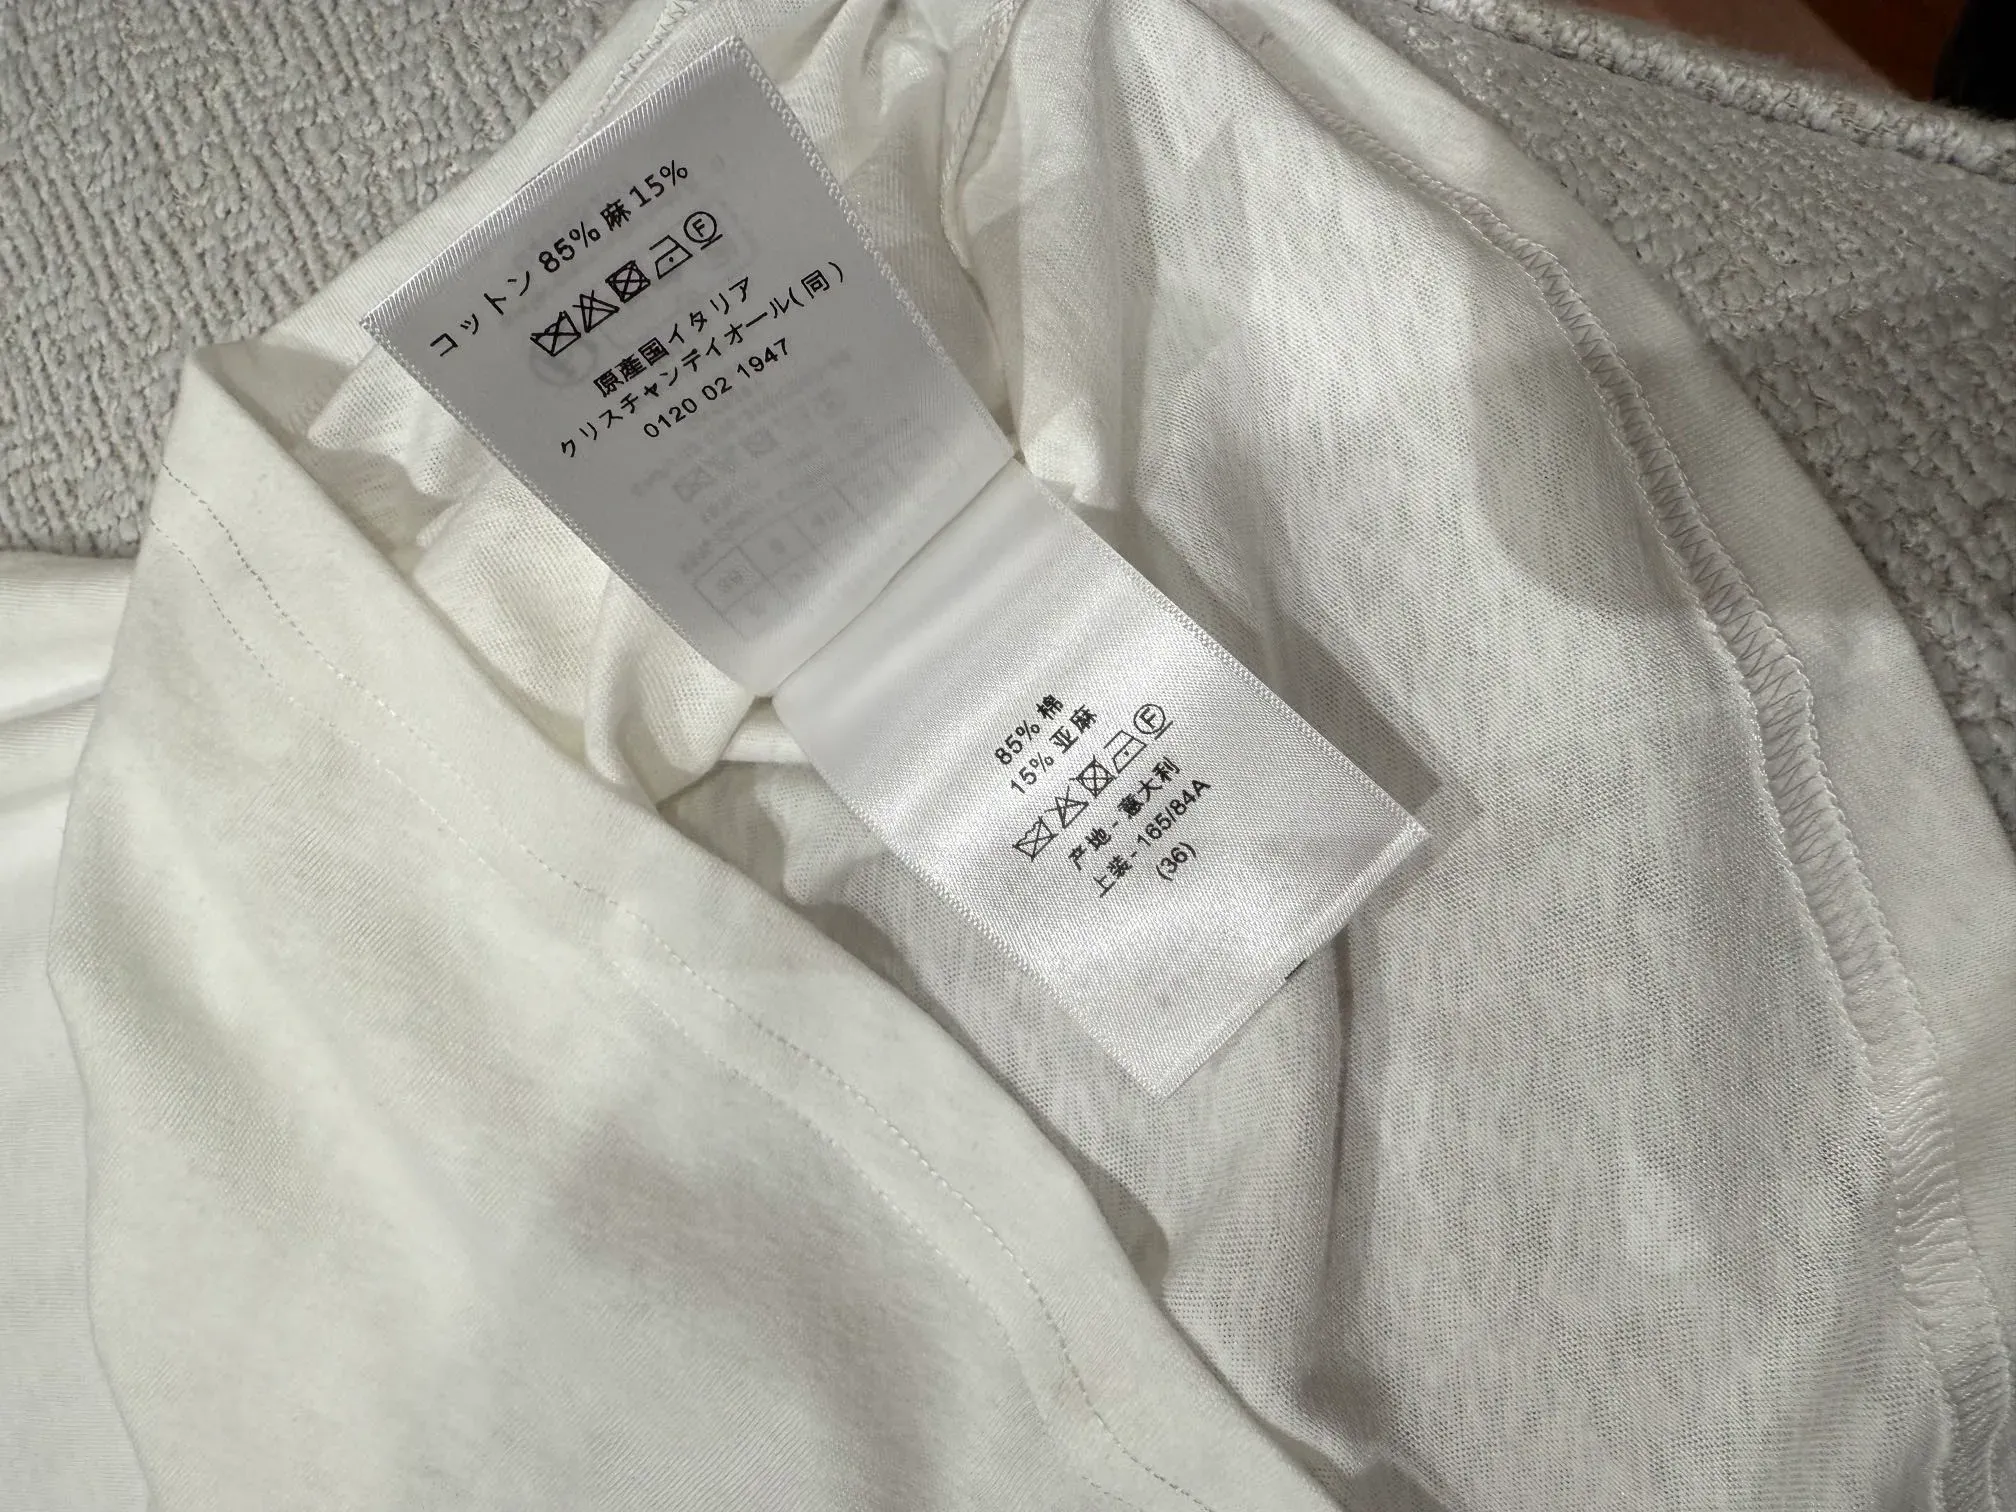 コットン 85% 麻 15%
F
原産国イタリア
クリスチャンディオール(同)
0120 02 1947
85% 棉
15% 亚麻
F
产地 - 意大利
上装 - 165/84A
(36)